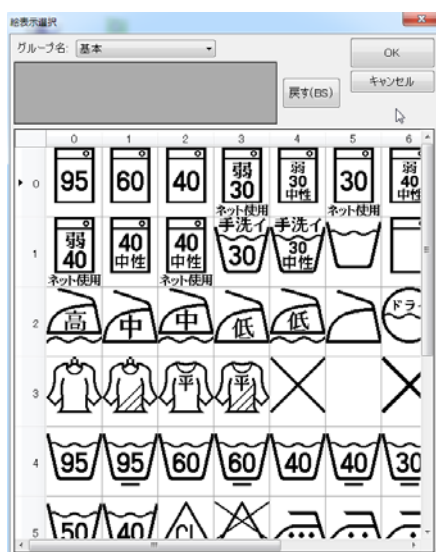 絵表示選択
グループ名: 基本
OK
戻す(BS)
キャンセル
0 1 2 3 4 5 6
0 95 60 40 弱 30 ネット使用 弱 30 中性 30 ネット使用 弱 40 中性
1 弱 40 ネット使用 40 中性 40 中性 ネット使用 手洗イ 30 手洗イ 30 中性
2 高 中 中 低 低 ドラ
3 平 平
4 95 95 60 60 40 40 30
5 50 40 CL